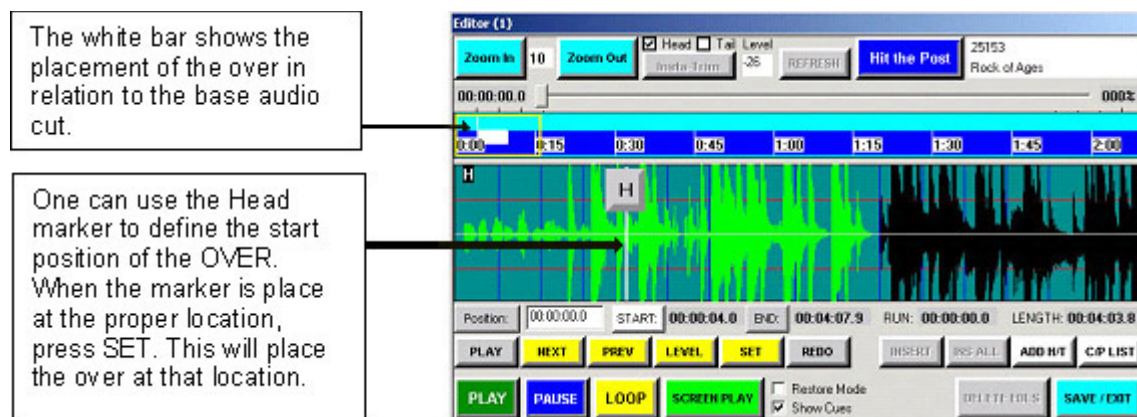 The white bar shows the
placement of the over in
relation to the base audio
cut.
One can use the Head
marker to define the start
position of the OVER.
When the marker is place
at the proper location,
press SET. This will place
the over at that location.
Editor (1)
Zoom In 10 Zoom Out Head Tail Level
Insta-Trim -26 REFRESH Hit the Post 25153
Rock of Ages
00:00:00.0 000%
0:00 0:15 0:30 0:45 1:00 1:15 1:30 1:45 2:00
H
H
Position: 00:00:00.0 START: 00:00:04.0 END: 00:04:07.9 RUN: 00:00:00.0 LENGTH: 00:04:03.8
PLAY NEXT PREV LEVEL SET REDO INSERT INS ALL ADD H/T C/P LIST
PLAY PAUSE LOOP SCREEN PLAY Restore Mode
Show Cues DELETE EDLS SAVE / EXIT